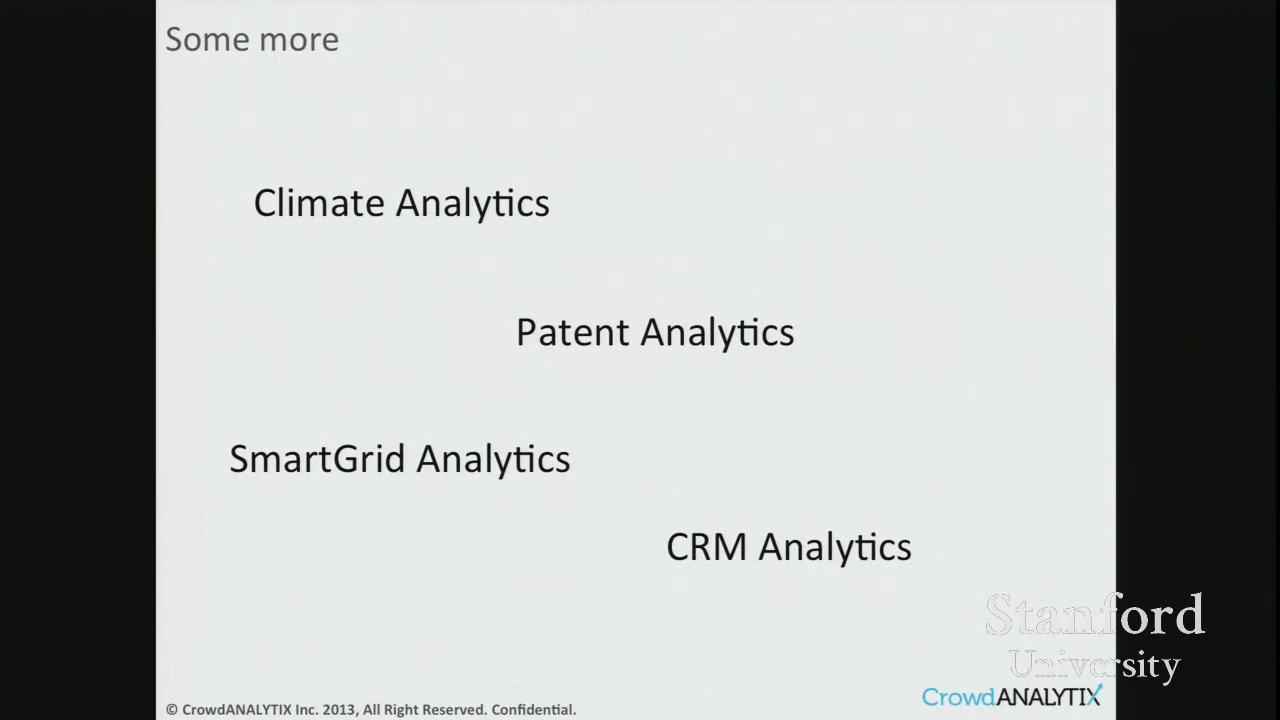 Some more
Climate Analytics
Patent Analytics
SmartGrid Analytics
CRM Analytics
Stanford
University
CrowdANALYTIX
© CrowdANALYTIX Inc. 2013, All Right Reserved. Confidential.